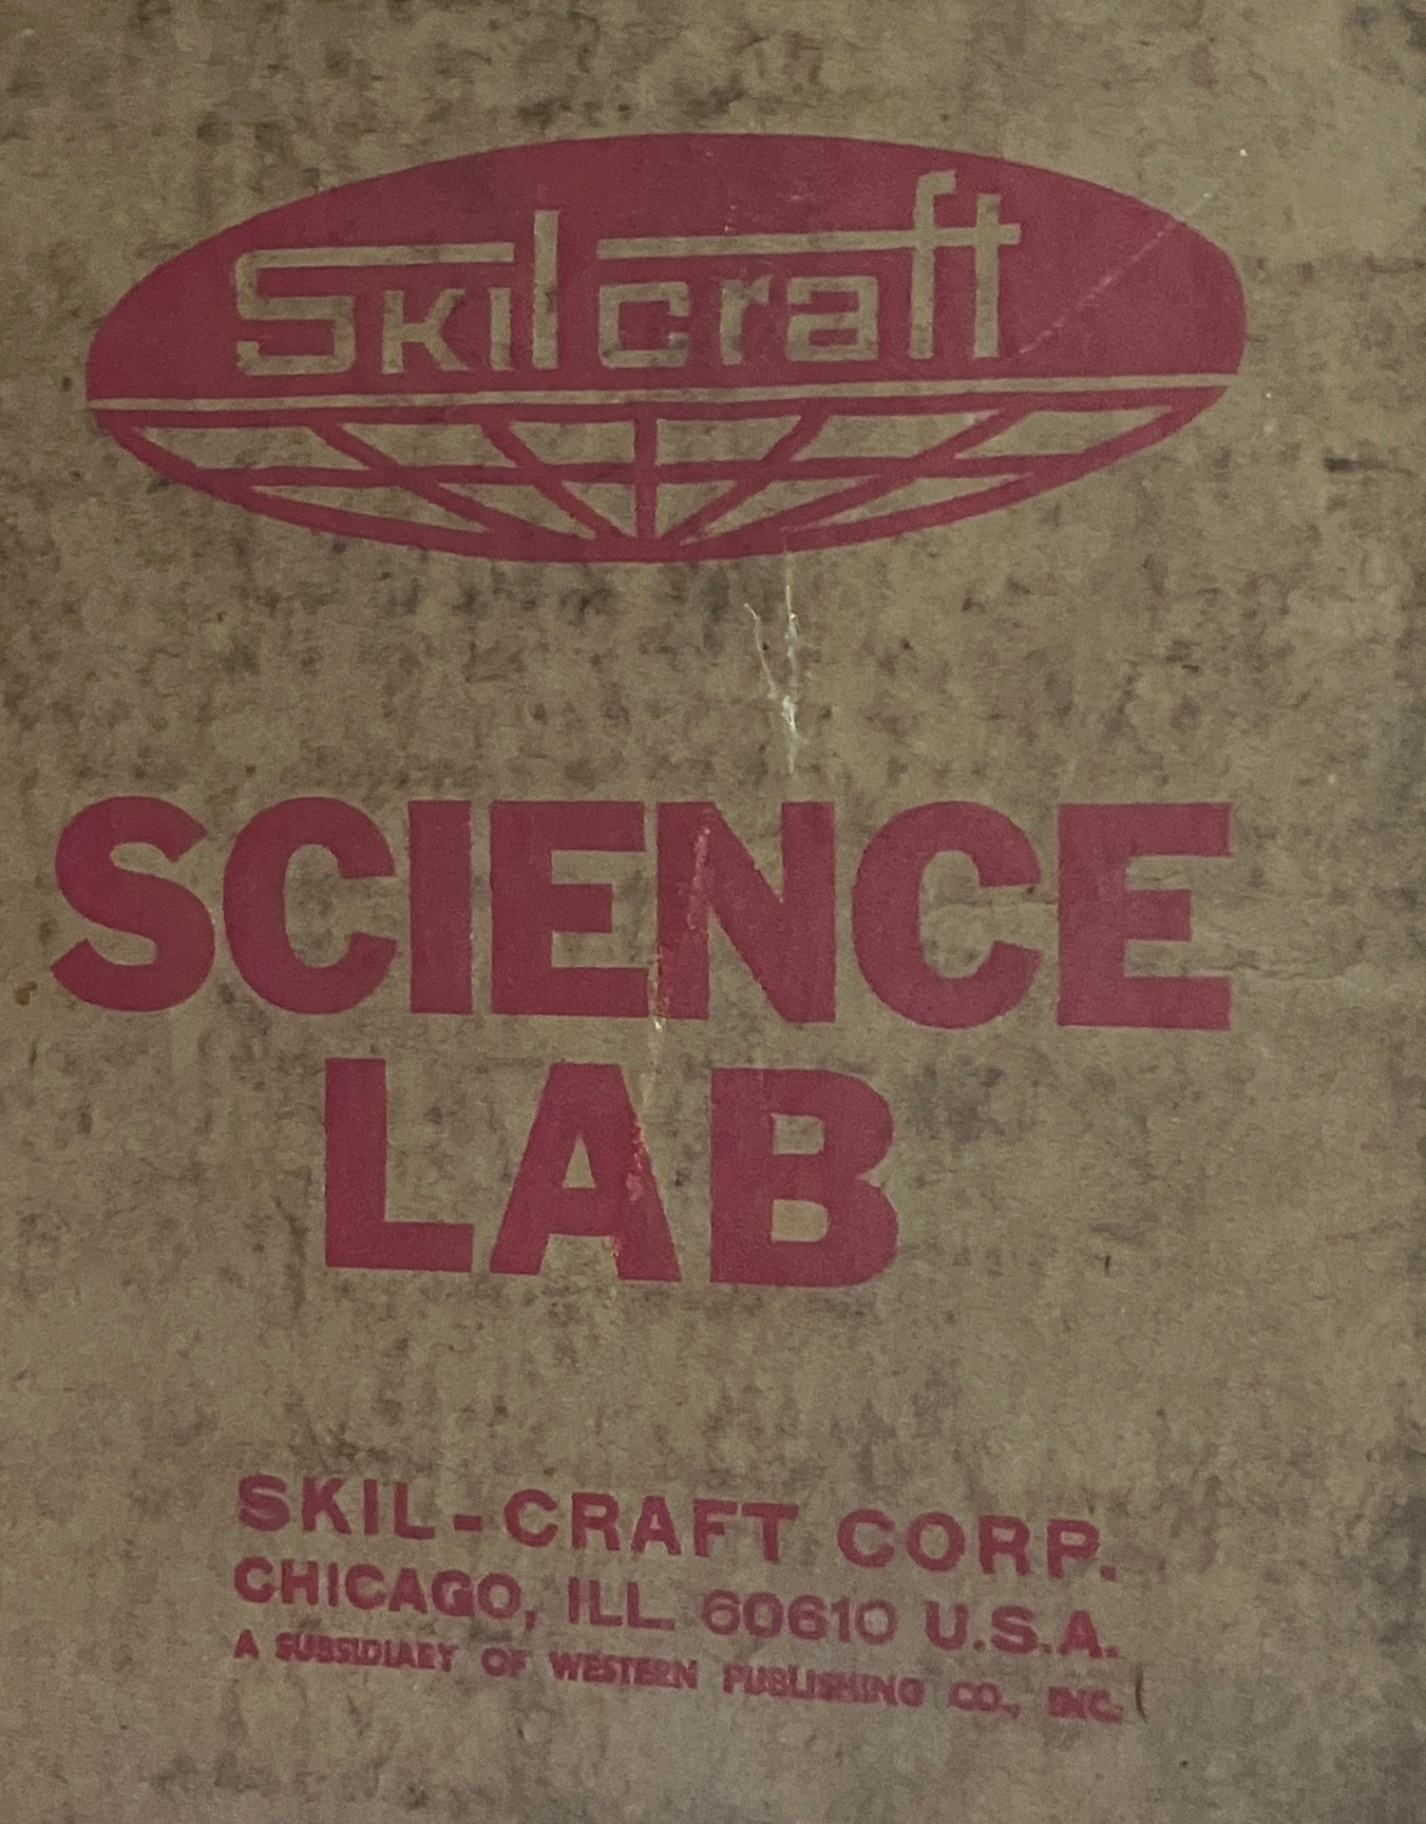 Skilcraft
SCIENCE
LAB
SKIL-CRAFT CORP.
CHICAGO, ILL. 60610 U.S.A.
A SUBSIDIARY OF WESTERN PUBLISHING CO., INC.